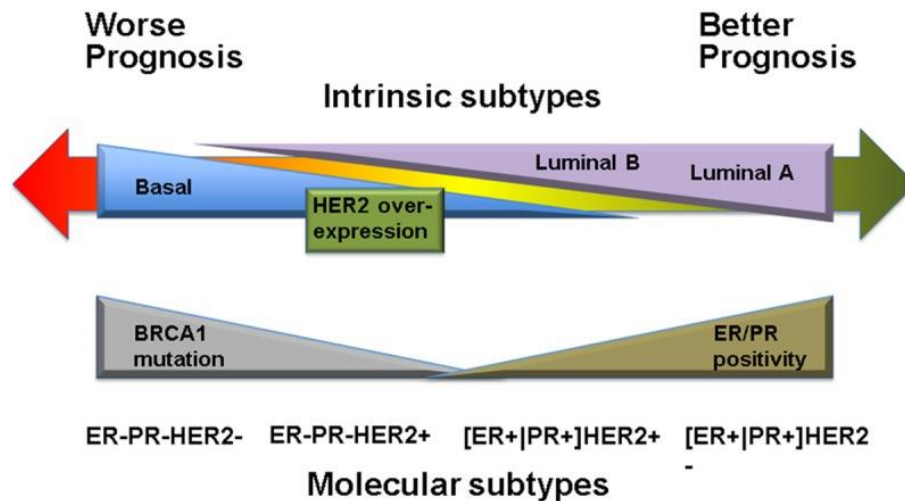 Worse
Prognosis
Better
Prognosis
Intrinsic subtypes
Basal
HER2 over-
expression
Luminal B
Luminal A
BRCA1
mutation
ER/PR
positivity
ER-PR-HER2-
ER-PR-HER2+
[ER+|PR+]HER2+
[ER+|PR+]HER2
-
Molecular subtypes